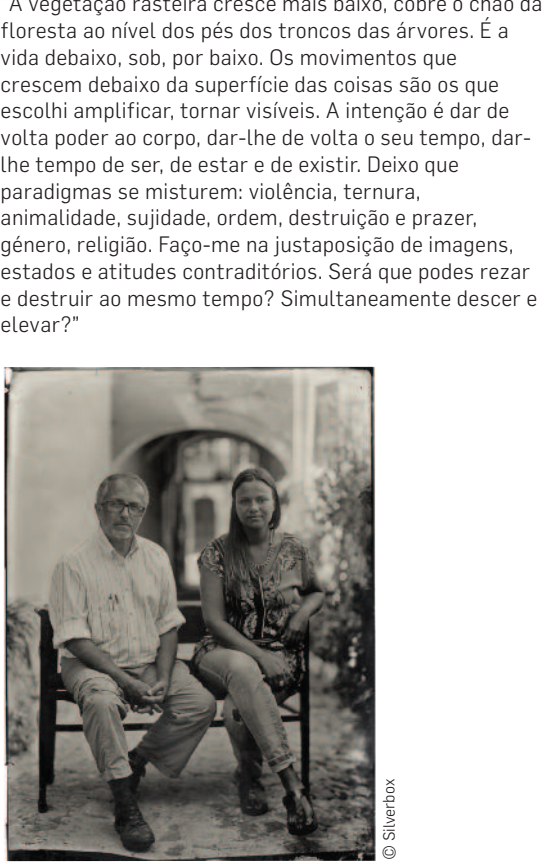 "A vegetação rasteira cresce mais baixo, cobre o chão da
floresta ao nível dos pés dos troncos das árvores. É a
vida debaixo, sob, por baixo. Os movimentos que
crescem debaixo da superfície das coisas são os que
escolhi amplificar, tornar visíveis. A intenção é dar de
volta poder ao corpo, dar-lhe de volta o seu tempo, dar-
lhe tempo de ser, de estar e de existir. Deixo que
paradigmas se misturem: violência, ternura,
animalidade, sujidade, ordem, destruição e prazer,
género, religião. Faço-me na justaposição de imagens,
estados e atitudes contraditórios. Será que podes rezar
e destruir ao mesmo tempo? Simultaneamente descer e
elevar?"
© Silverbox